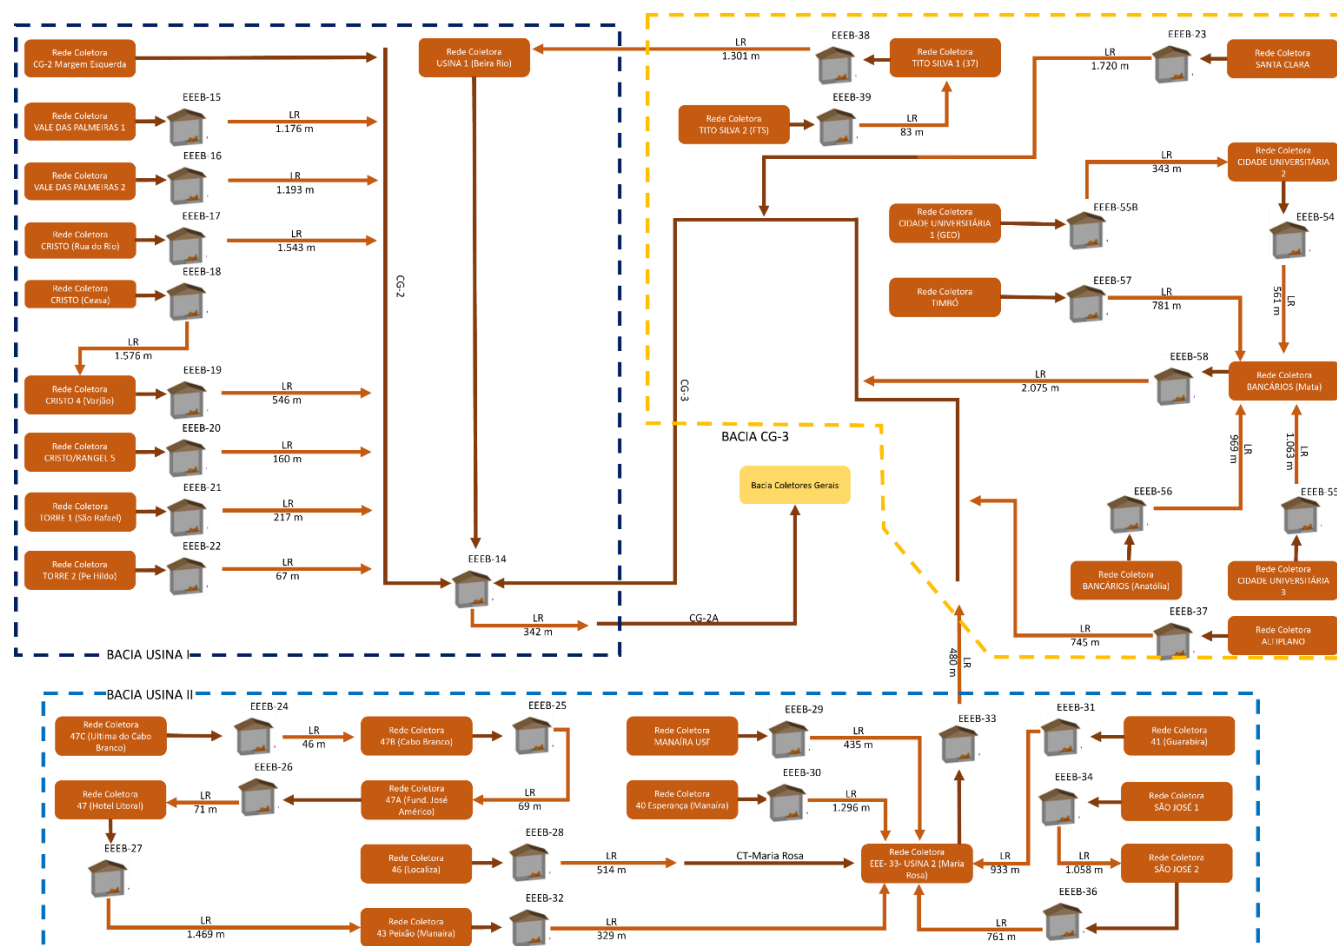 Rede Coletora
CG-2 Margem Esquerda
Rede Coletora
VALE DAS PALMEIRAS 1
EEEB-15
LR
1.176 m
Rede Coletora
VALE DAS PALMEIRAS 2
EEEB-16
LR
1.193 m
Rede Coletora
CRISTO (Rua do Rio)
EEEB-17
LR
1.543 m
Rede Coletora
CRISTO (Ceasa)
EEEB-18
LR
1.576 m
Rede Coletora
CRISTO 4 (Varjão)
EEEB-19
LR
546 m
Rede Coletora
CRISTO/RANGEL 5
EEEB-20
LR
160 m
Rede Coletora
TORRE 1 (São Rafael)
EEEB-21
LR
217 m
Rede Coletora
TORRE 2 (Pe Hildo)
EEEB-22
LR
67 m
CG-2
Rede Coletora
USINA 1 (Beira Rio)
EEEB-14
LR
342 m
CG-2A
BACIA USINA I
LR
1.301 m
EEEB-38
Rede Coletora
TITO SILVA 1 (37)
Rede Coletora
TITO SILVA 2 (FTS)
EEEB-39
LR
83 m
LR
1.720 m
EEEB-23
Rede Coletora
SANTA CLARA
Rede Coletora
CIDADE UNIVERSITÁRIA
1 (GEO)
EEEB-55B
LR
343 m
Rede Coletora
CIDADE UNIVERSITÁRIA
2
EEEB-54
LR
561 m
Rede Coletora
TIMBÓ
EEEB-57
LR
781 m
LR
2.075 m
EEEB-58
Rede Coletora
BANCÁRIOS (Mata)
CG-3
BACIA CG-3
Bacia Coletores Gerais
LR
969 m
LR
1.063 m
EEEB-56
EEEB-55
Rede Coletora
BANCÁRIOS (Anatólia)
Rede Coletora
CIDADE UNIVERSITÁRIA
3
LR
745 m
EEEB-37
Rede Coletora
ALTIPLANO
LR
480 m
BACIA USINA II
Rede Coletora
47C (Ultima do Cabo
Branco)
EEEB-24
LR
46 m
Rede Coletora
47B (Cabo Branco)
EEEB-25
LR
69 m
Rede Coletora
47A (Fund. José
Américo)
EEEB-26
LR
71 m
Rede Coletora
47 (Hotel Litoral)
EEEB-27
LR
1.469 m
Rede Coletora
43 Peixão (Manaíra)
EEEB-32
LR
329 m
Rede Coletora
46 (Localiza)
EEEB-28
LR
514 m
CT-Maria Rosa
Rede Coletora
MANAÍRA USF
EEEB-29
LR
435 m
Rede Coletora
40 Esperança (Manaíra)
EEEB-30
LR
1.296 m
Rede Coletora
EEE- 33- USINA 2 (Maria
Rosa)
EEEB-33
EEEB-31
Rede Coletora
41 (Guarabira)
LR
933 m
EEEB-34
Rede Coletora
SÃO JOSÉ 1
LR
1.058 m
Rede Coletora
SÃO JOSÉ 2
EEEB-36
LR
761 m